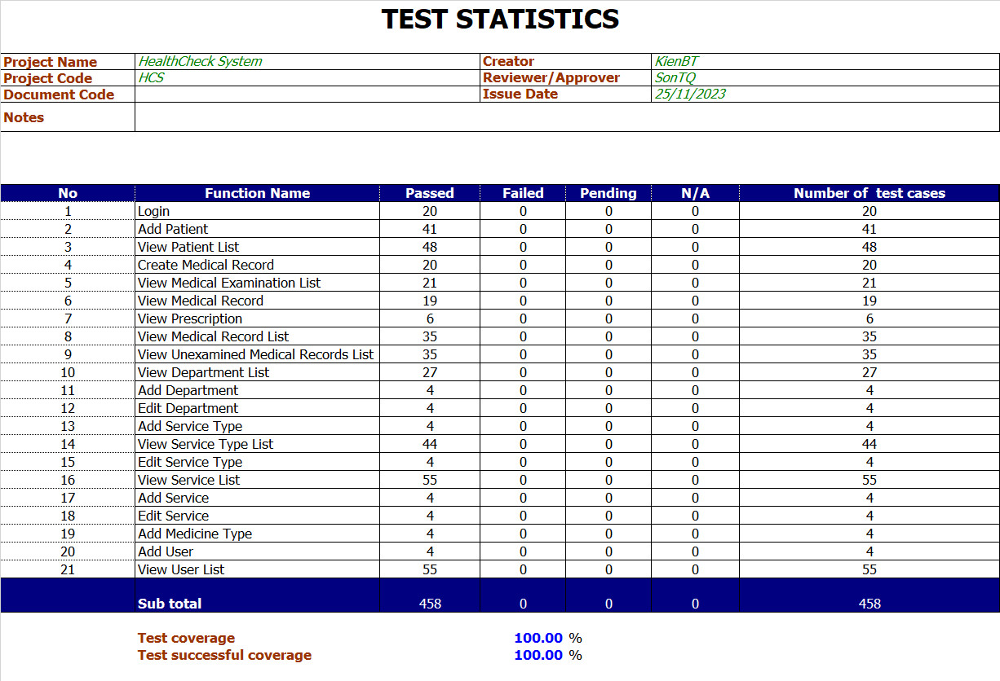 TEST STATISTICS
Project Name HealthCheck System Creator KienBT
Project Code HCS Reviewer/Approver SonTQ
Document Code Issue Date 25/11/2023
Notes
No Function Name Passed Failed Pending N/A Number of test cases
1 Login 20 0 0 0 20
2 Add Patient 41 0 0 0 41
3 View Patient List 48 0 0 0 48
4 Create Medical Record 20 0 0 0 20
5 View Medical Examination List 21 0 0 0 21
6 View Medical Record 19 0 0 0 19
7 View Prescription 6 0 0 0 6
8 View Medical Record List 35 0 0 0 35
9 View Unexamined Medical Records List 35 0 0 0 35
10 View Department List 27 0 0 0 27
11 Add Department 4 0 0 0 4
12 Edit Department 4 0 0 0 4
13 Add Service Type 4 0 0 0 4
14 View Service Type List 44 0 0 0 44
15 Edit Service Type 4 0 0 0 4
16 View Service List 55 0 0 0 55
17 Add Service 4 0 0 0 4
18 Edit Service 4 0 0 0 4
19 Add Medicine Type 4 0 0 0 4
20 Add User 4 0 0 0 4
21 View User List 55 0 0 0 55
Sub total 458 0 0 0 458
Test coverage 100.00 %
Test successful coverage 100.00 %